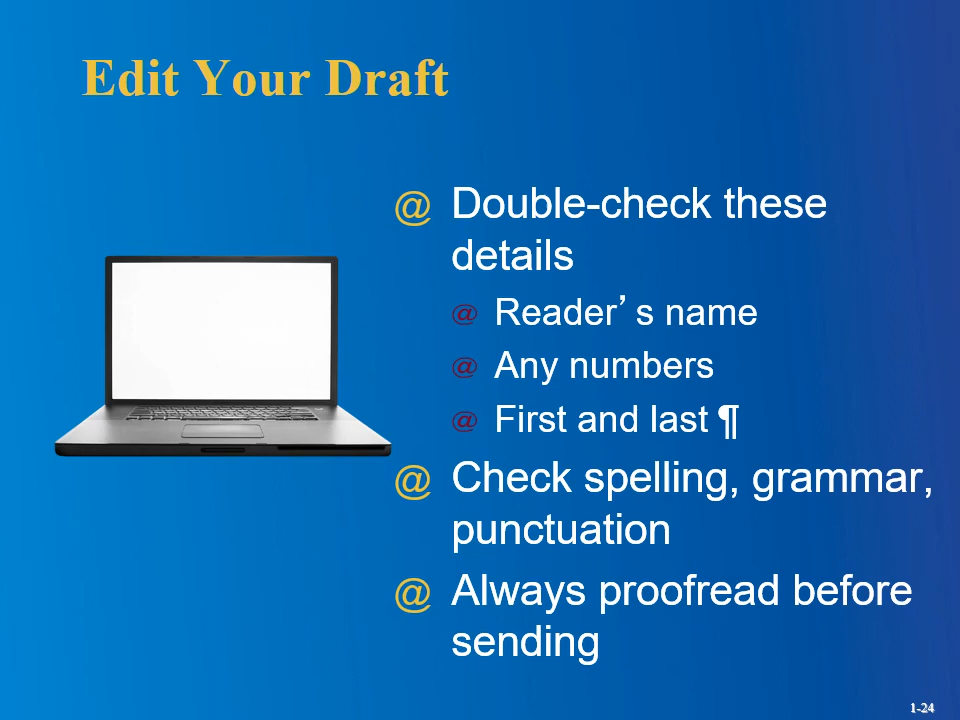 Edit Your Draft
@ Double-check these
details
@ Reader’s name
@ Any numbers
@ First and last ¶
@ Check spelling, grammar,
punctuation
@ Always proofread before
sending
1-24